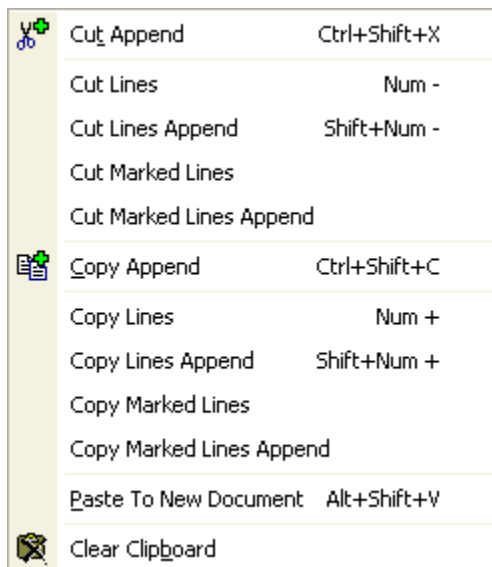 Cut Append Ctrl+Shift+X
Cut Lines Num -
Cut Lines Append Shift+Num -
Cut Marked Lines
Cut Marked Lines Append
Copy Append Ctrl+Shift+C
Copy Lines Num +
Copy Lines Append Shift+Num +
Copy Marked Lines
Copy Marked Lines Append
Paste To New Document Alt+Shift+V
Clear Clipboard